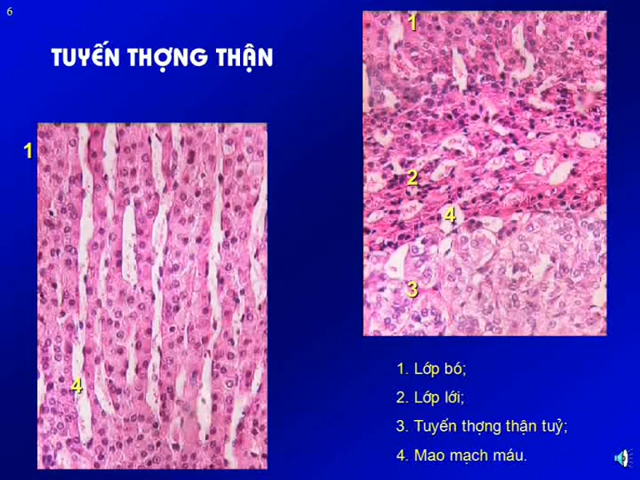 6
TUYẾN THỢNG THẬN
1
4
1
2
4
3
1. Lớp bó;
2. Lớp lới;
3. Tuyến thợng thận tuỷ;
4. Mao mạch máu.